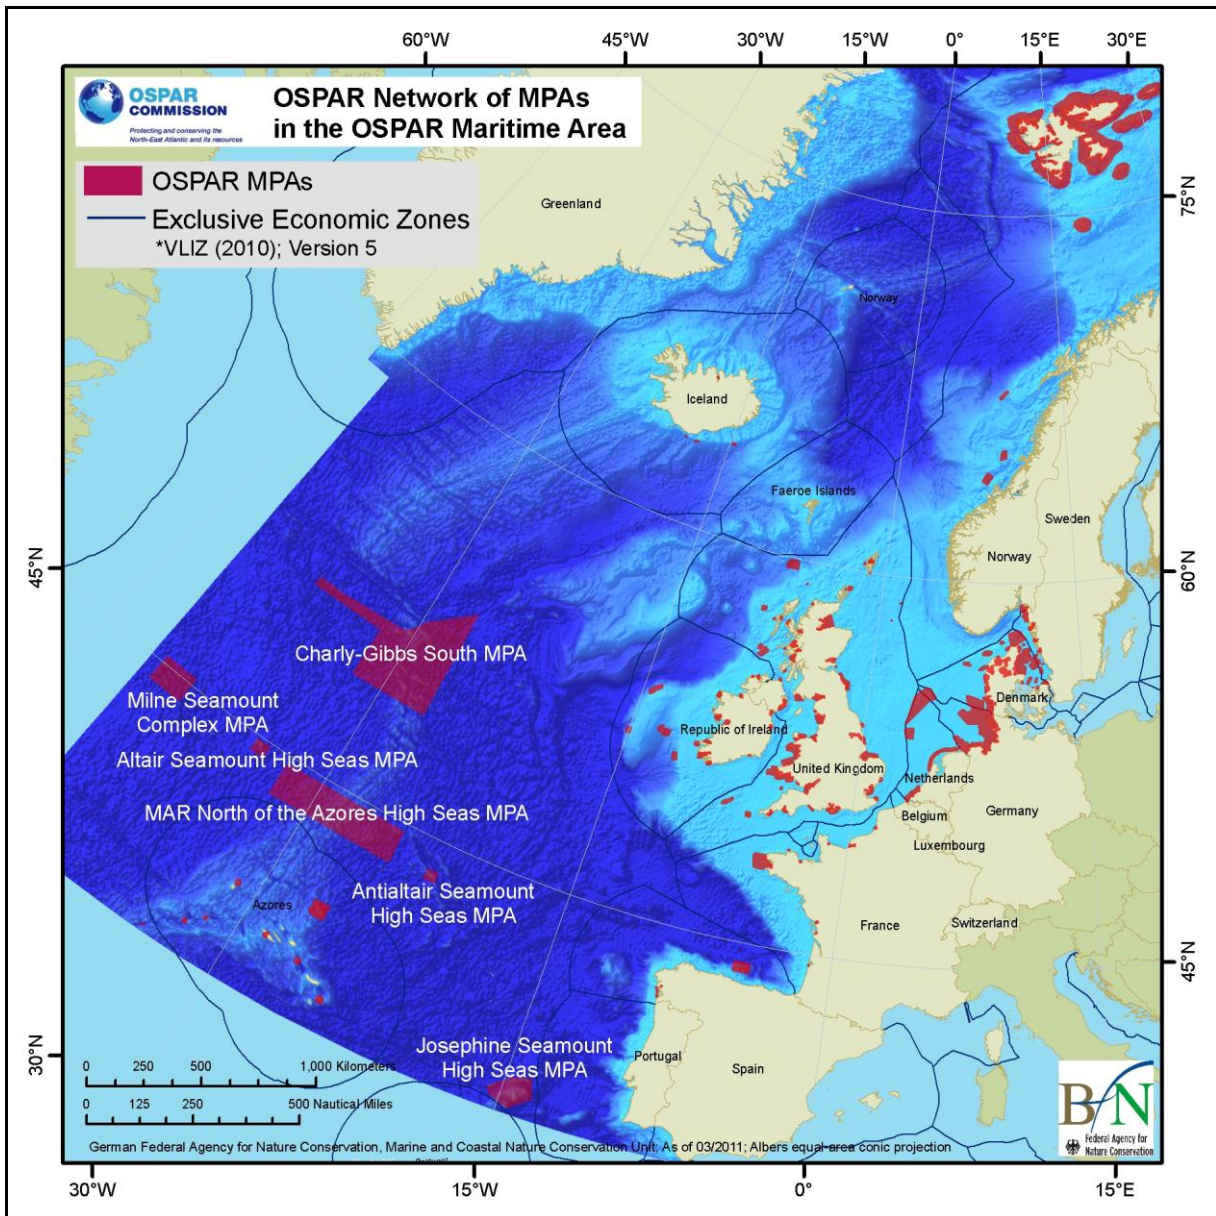 60°W 45°W 30°W 15°W 0° 15°E 30°E
OSPAR
COMMISSION
Protecting and conserving the
North-East Atlantic and its resources
OSPAR Network of MPAs
in the OSPAR Maritime Area
OSPAR MPAs
Exclusive Economic Zones
*VLIZ (2010); Version 5
Greenland
75°N
Norway
Iceland
Faeroe Islands
Sweden
Norway
45°N
60°N
Charly-Gibbs South MPA
Milne Seamount
Complex MPA
Denmark
Republic of Ireland
Altair Seamount High Seas MPA
United Kingdom
Netherlands
MAR North of the Azores High Seas MPA
Belgium
Germany
Luxembourg
Antialtair Seamount
High Seas MPA
Azores
France
Switzerland
45°N
30°N
Josephine Seamount
High Seas MPA
Portugal
Spain
0 250 500 1,000 Kilometers
0 125 250 500 Nautical Miles
BfN
Federal Agency for
Nature Conservation
German Federal Agency for Nature Conservation, Marine and Coastal Nature Conservation Unit; As of 03/2011; Albers equal-area conic projection
30°W 15°W 0° 15°E